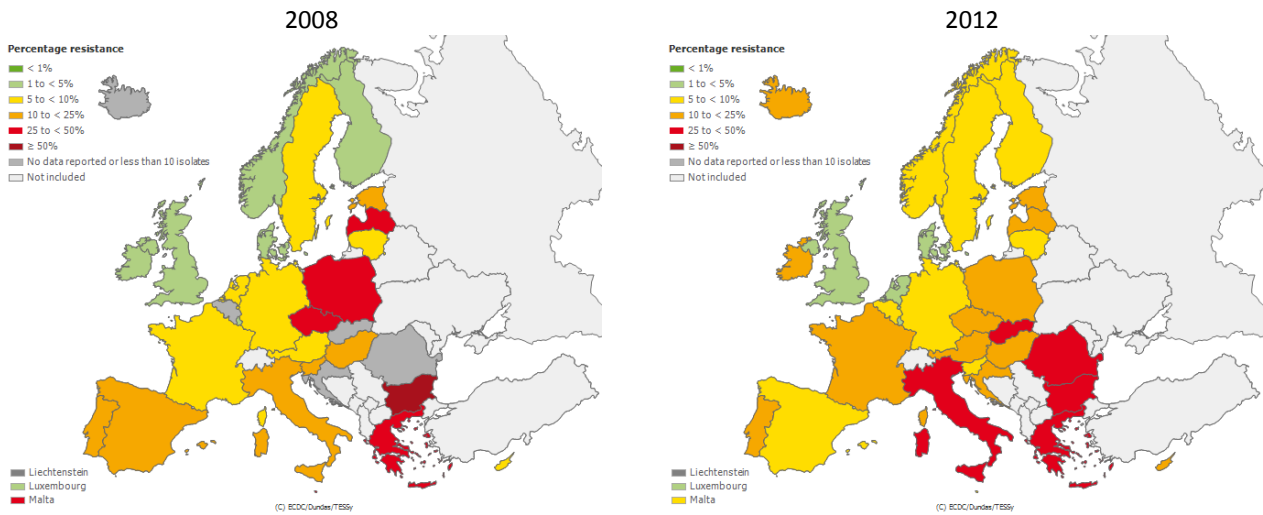 2008
Percentage resistance
< 1%
1 to < 5%
5 to < 10%
10 to < 25%
25 to < 50%
≥ 50%
No data reported or less than 10 isolates
Not included
Liechtenstein
Luxembourg
Malta
(C) ECDC/Dundas/TESSy
2012
Percentage resistance
< 1%
1 to < 5%
5 to < 10%
10 to < 25%
25 to < 50%
≥ 50%
No data reported or less than 10 isolates
Not included
Liechtenstein
Luxembourg
Malta
(C) ECDC/Dundas/TESSy